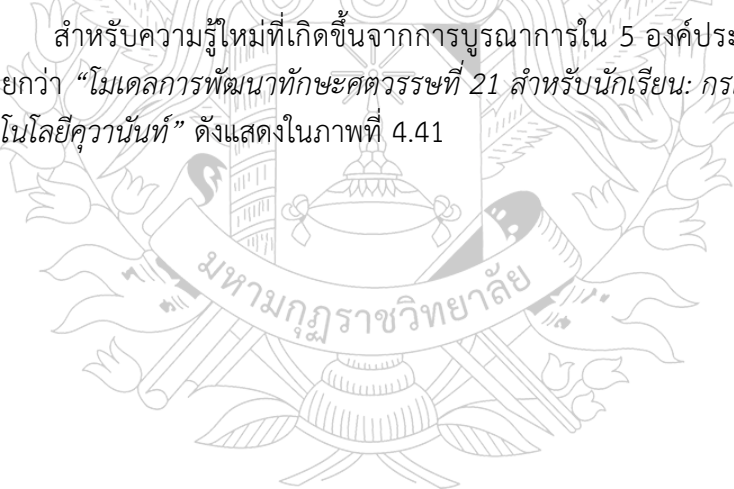 สำหรับความรู้ใหม่ที่เกิดขึ้นจากการบูรณาการใน 5 องค์ประ
ยกว่า “โมเดลการพัฒนาทักษะศตวรรษที่ 21 สำหรับนักเรียน: กร
โนโลยีคุวานันท์” ดังแสดงในภาพที่ 4.41
มหามกุฏราชวิทยาลัย